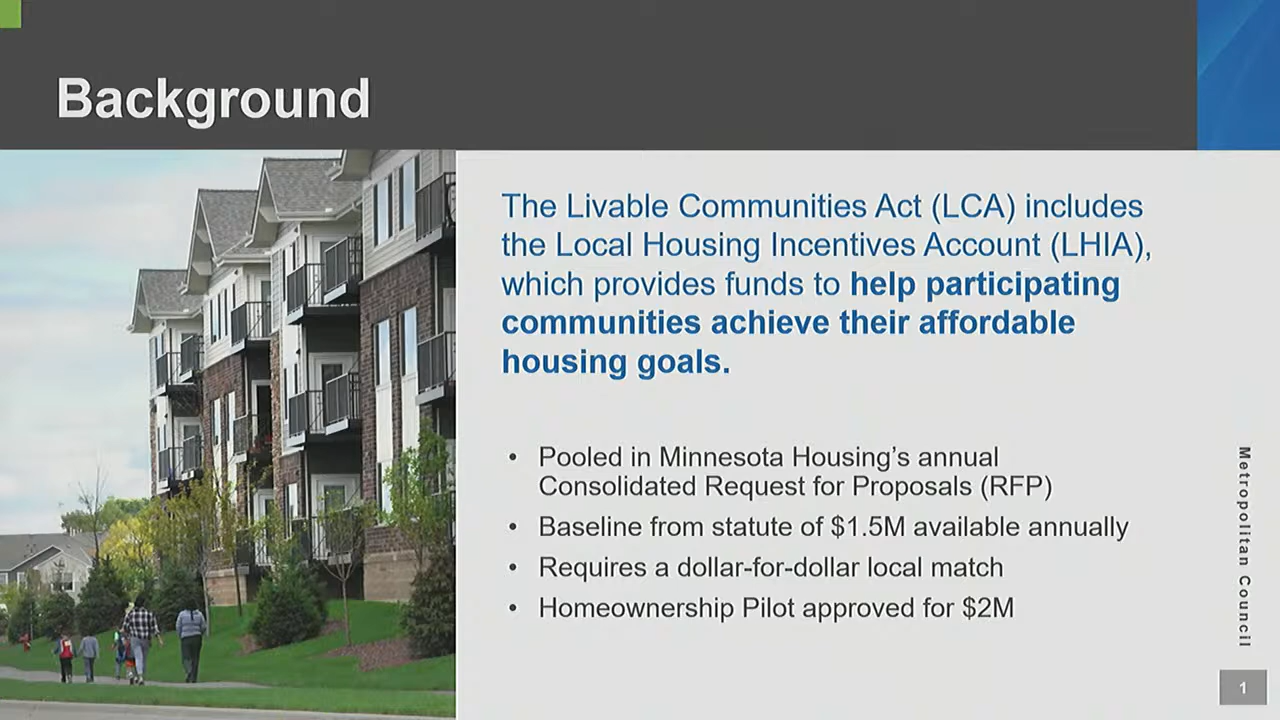 Background
The Livable Communities Act (LCA) includes
the Local Housing Incentives Account (LHIA),
which provides funds to help participating
communities achieve their affordable
housing goals.
• Pooled in Minnesota Housing’s annual
Consolidated Request for Proposals (RFP)
• Baseline from statute of $1.5M available annually
• Requires a dollar-for-dollar local match
• Homeownership Pilot approved for $2M
Metropolitan Council
1